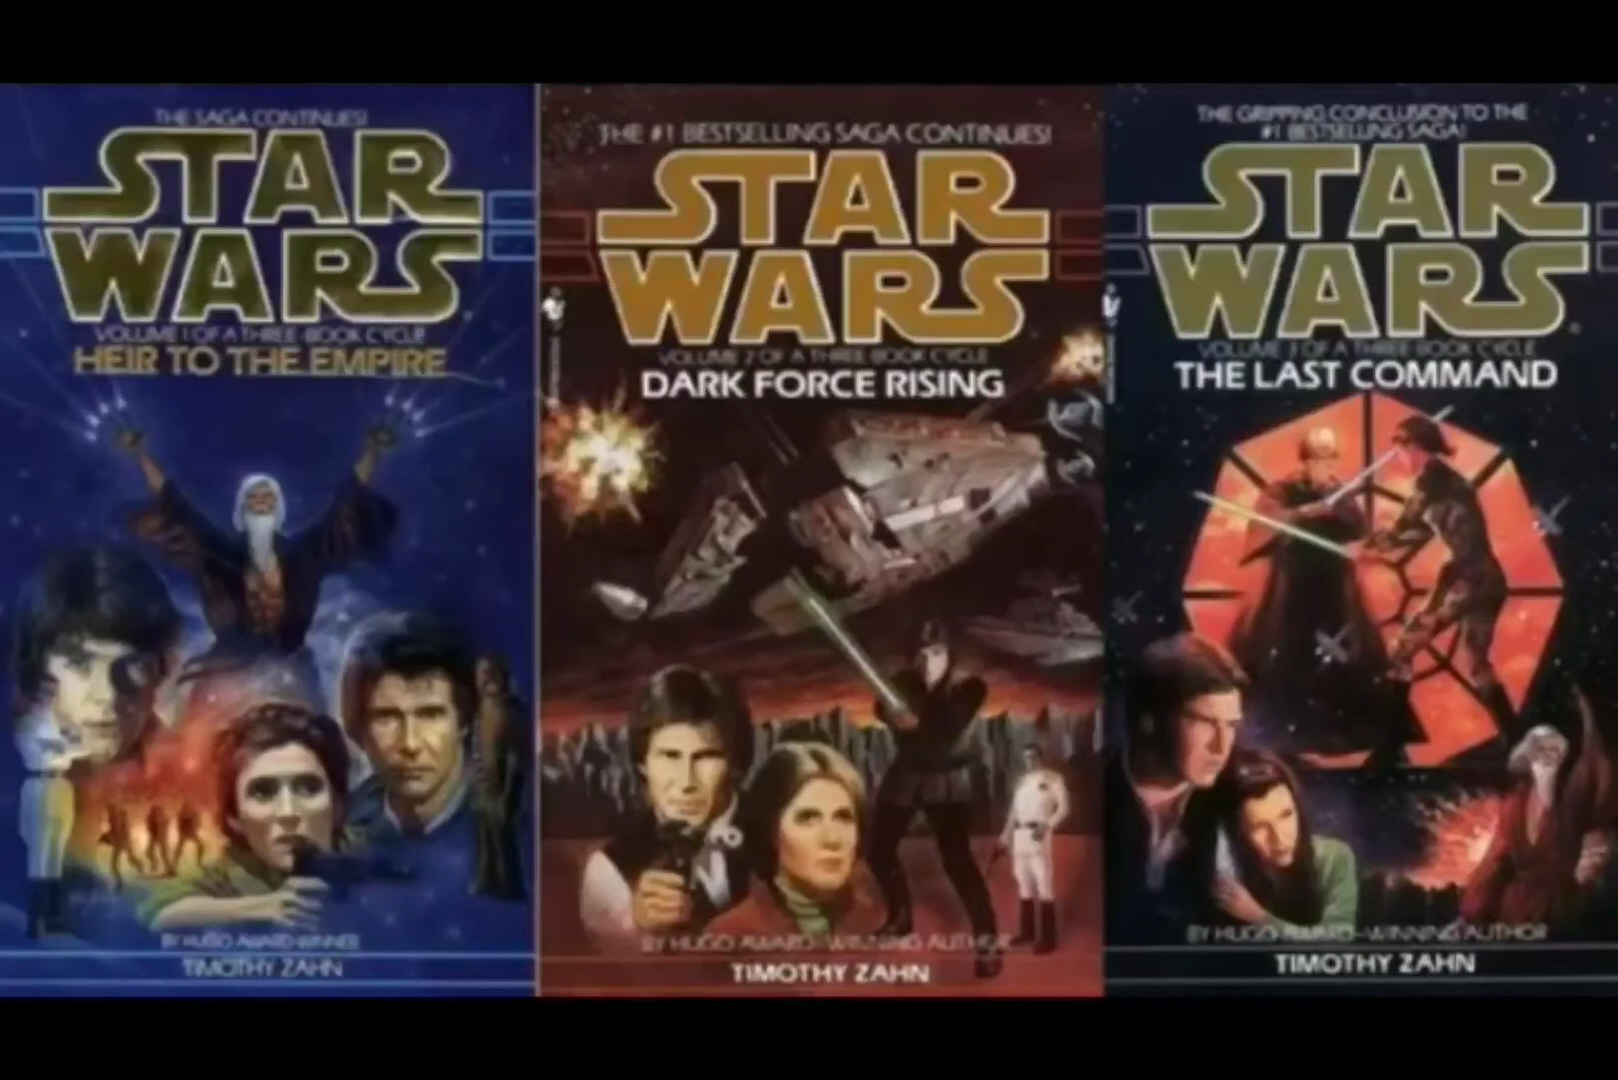 THE SAGA CONTINUES!
STAR
WARS
VOLUME 1 OF A THREE-BOOK CYCLE
HEIR TO THE EMPIRE
BY HUGO AWARD WINNER
TIMOTHY ZAHN
THE #1 BESTSELLING SAGA CONTINUES!
STAR
WARS
VOLUME 2 OF A THREE-BOOK CYCLE
DARK FORCE RISING
BY HUGO AWARD-WINNING AUTHOR
TIMOTHY ZAHN
THE GRIPPING CONCLUSION TO THE
#1 BESTSELLING SAGA!
STAR
WARS
VOLUME 3 OF A THREE-BOOK CYCLE
THE LAST COMMAND
BY HUGO AWARD-WINNING AUTHOR
TIMOTHY ZAHN